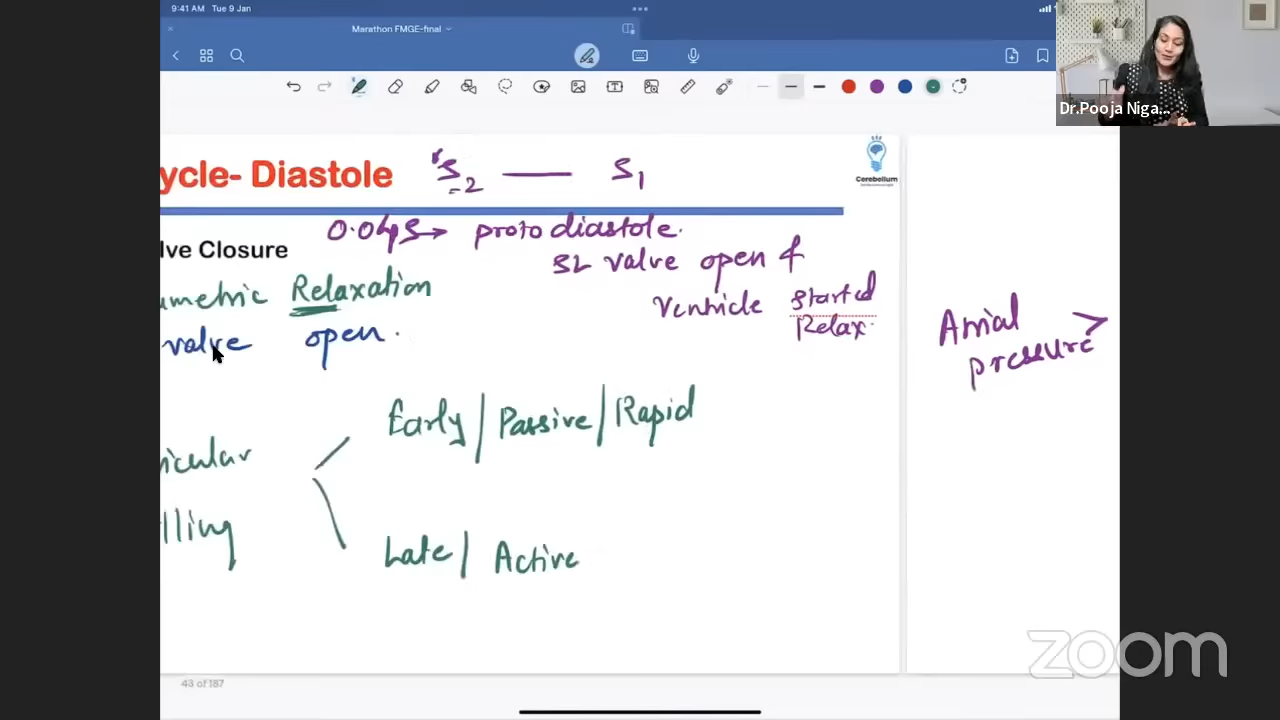 9:41 AM Tue 9 Jan
Marathon FMGE-final
Dr.Pooja Niga...
ycle- Diastole S2 — S1
Cerebellum
0.04s → proto diastole.
lve Closure
SL valve open &
umetric Relaxation
ventricle started
Relax.
valve open.
Atrial >
pressure
Early/Passive/Rapid
icular
lling
Late/Active
zoom
43 of 187